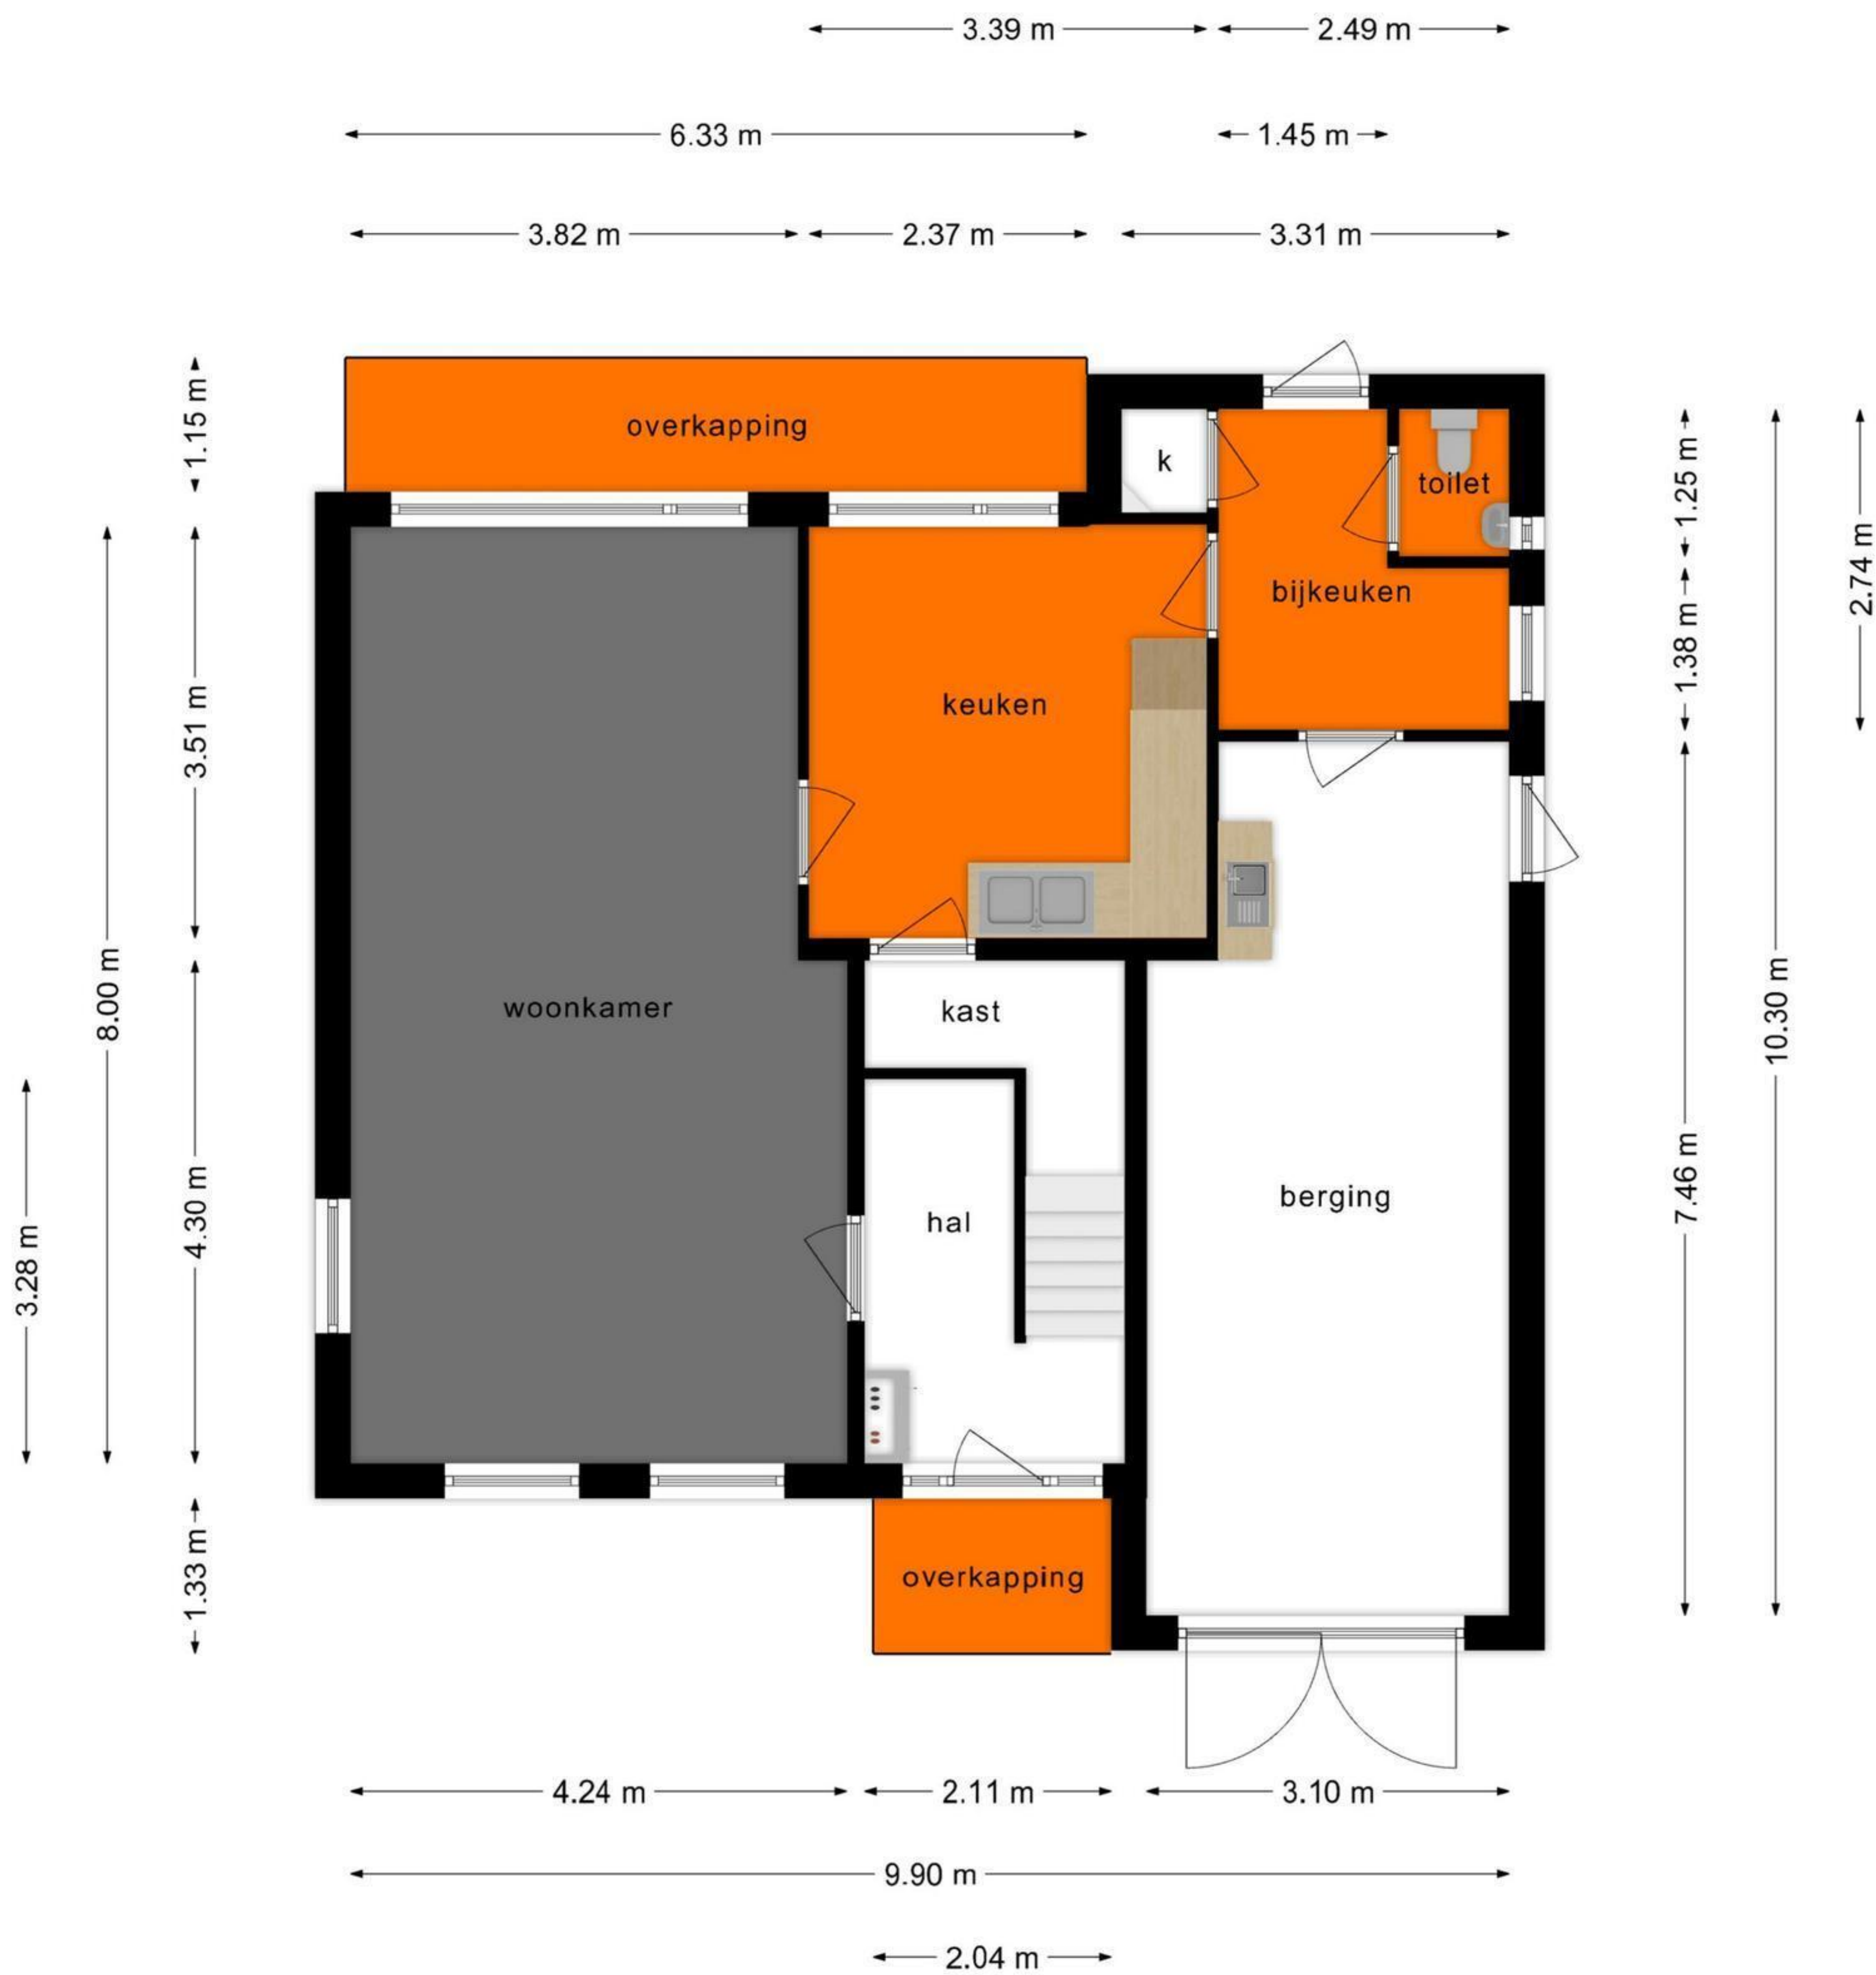 3.39 m
2.49 m
6.33 m
1.45 m
3.82 m
2.37 m
3.31 m
1.15 m
overkapping
k
toilet
1.25 m
2.74 m
bijkeuken
1.38 m
keuken
3.51 m
8.00 m
woonkamer
kast
10.30 m
7.46 m
4.30 m
hal
berging
3.28 m
1.33 m
overkapping
4.24 m
2.11 m
3.10 m
9.90 m
2.04 m